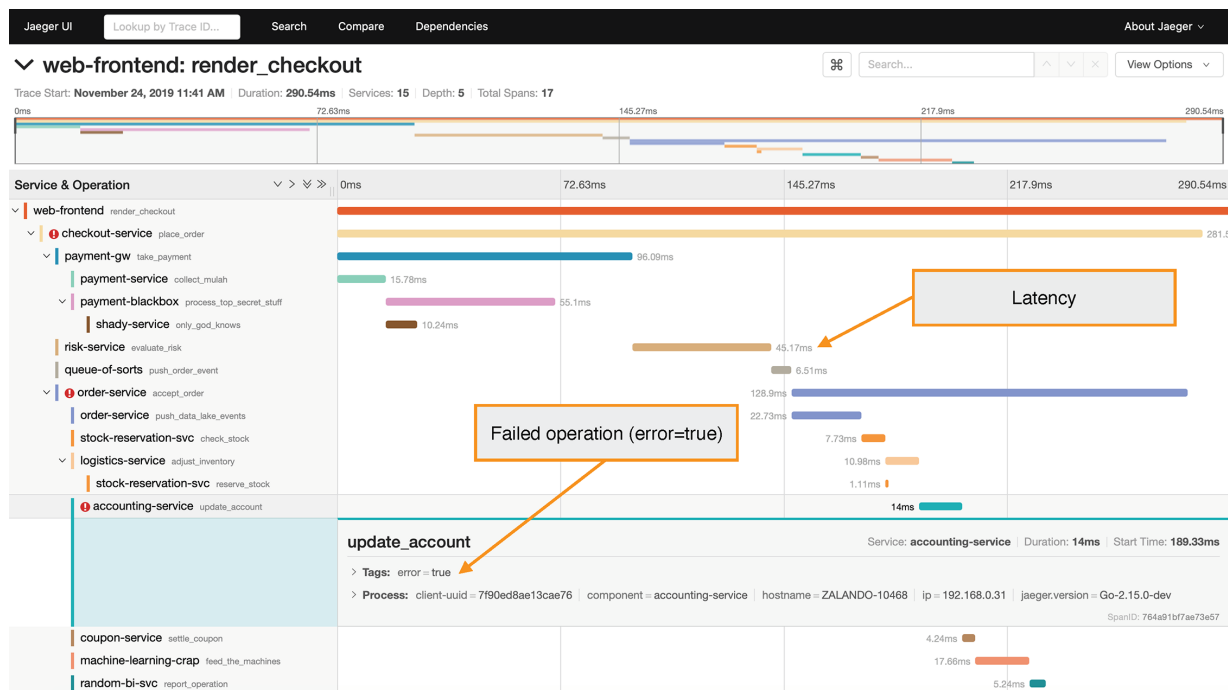 Jaeger UI Lookup by Trace ID... Search Compare Dependencies About Jaeger
web-frontend: render_checkout ⌘ Search... View Options
Trace Start: November 24, 2019 11:41 AM Duration: 290.54ms Services: 15 Depth: 5 Total Spans: 17
0ms 72.63ms 145.27ms 217.9ms 290.54ms
Service & Operation 0ms 72.63ms 145.27ms 217.9ms 290.54ms
web-frontend render_checkout
checkout-service place_order 281.5
payment-gw take_payment 96.09ms
payment-service collect_mulah 15.78ms
Latency
payment-blackbox process_top_secret_stuff 55.1ms
shady-service only_god_knows 10.24ms
risk-service evaluate_risk 45.17ms
queue-of-sorts push_order_event 6.51ms
order-service accept_order 128.9ms
order-service push_data_lake_events 22.73ms
Failed operation (error=true)
stock-reservation-svc check_stock 7.73ms
logistics-service adjust_inventory 10.98ms
stock-reservation-svc reserve_stock 1.11ms
accounting-service update_account 14ms
update_account Service: accounting-service Duration: 14ms Start Time: 189.33ms
Tags: error = true
Process: client-uuid = 7f90ed8ae13cae76 component = accounting-service hostname = ZALANDO-10468 ip = 192.168.0.31 jaeger.version = Go-2.15.0-dev
SpanID: 764a91bf7ae73e57
coupon-service settle_coupon 4.24ms
machine-learning-crap feed_the_machines 17.66ms
random-bi-svc report_operation 5.24ms